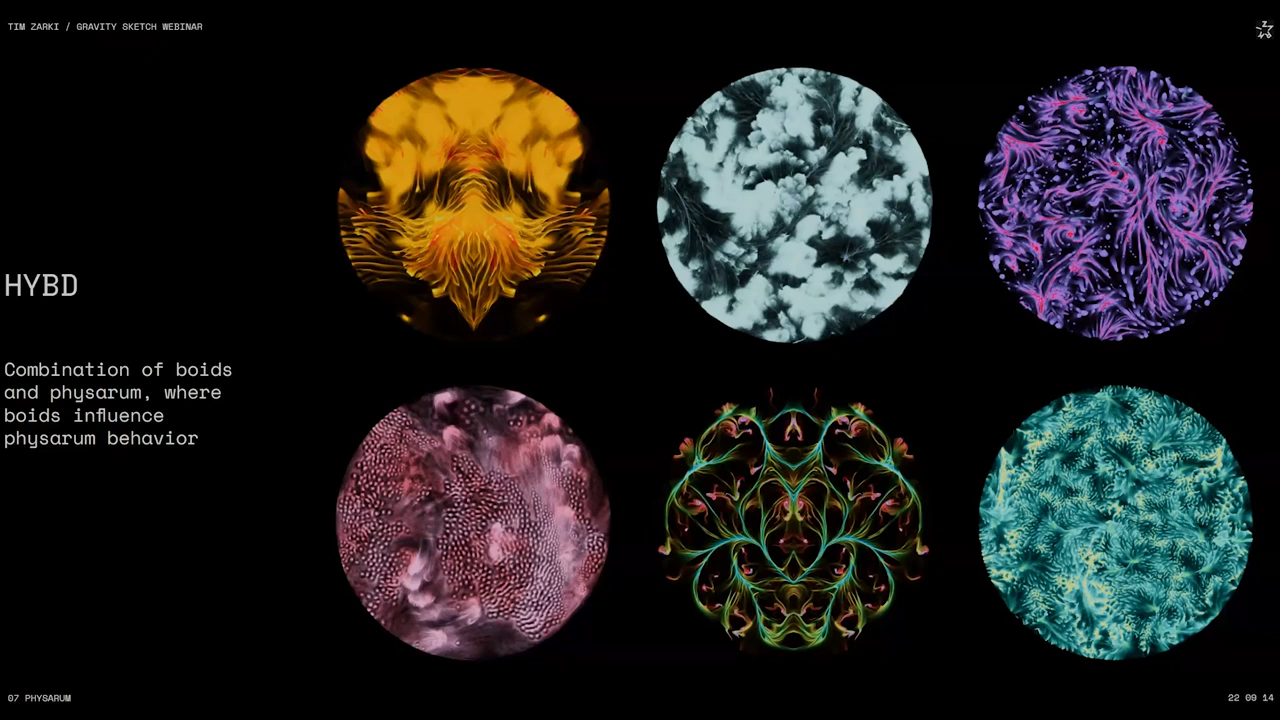 TIM ZARKI / GRAVITY SKETCH WEBINAR
HYBD
Combination of boids
and physarum, where
boids influence
physarum behavior
07 PHYSARUM
22 09 14